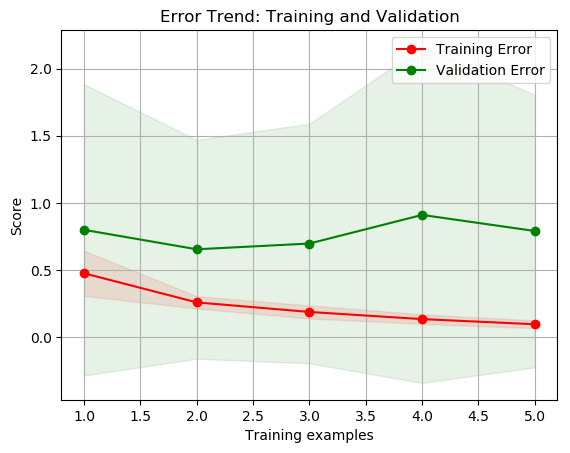 Error Trend: Training and Validation
Training Error
Validation Error
Score
2.0
1.5
1.0
0.5
0.0
1.0 1.5 2.0 2.5 3.0 3.5 4.0 4.5 5.0
Training examples